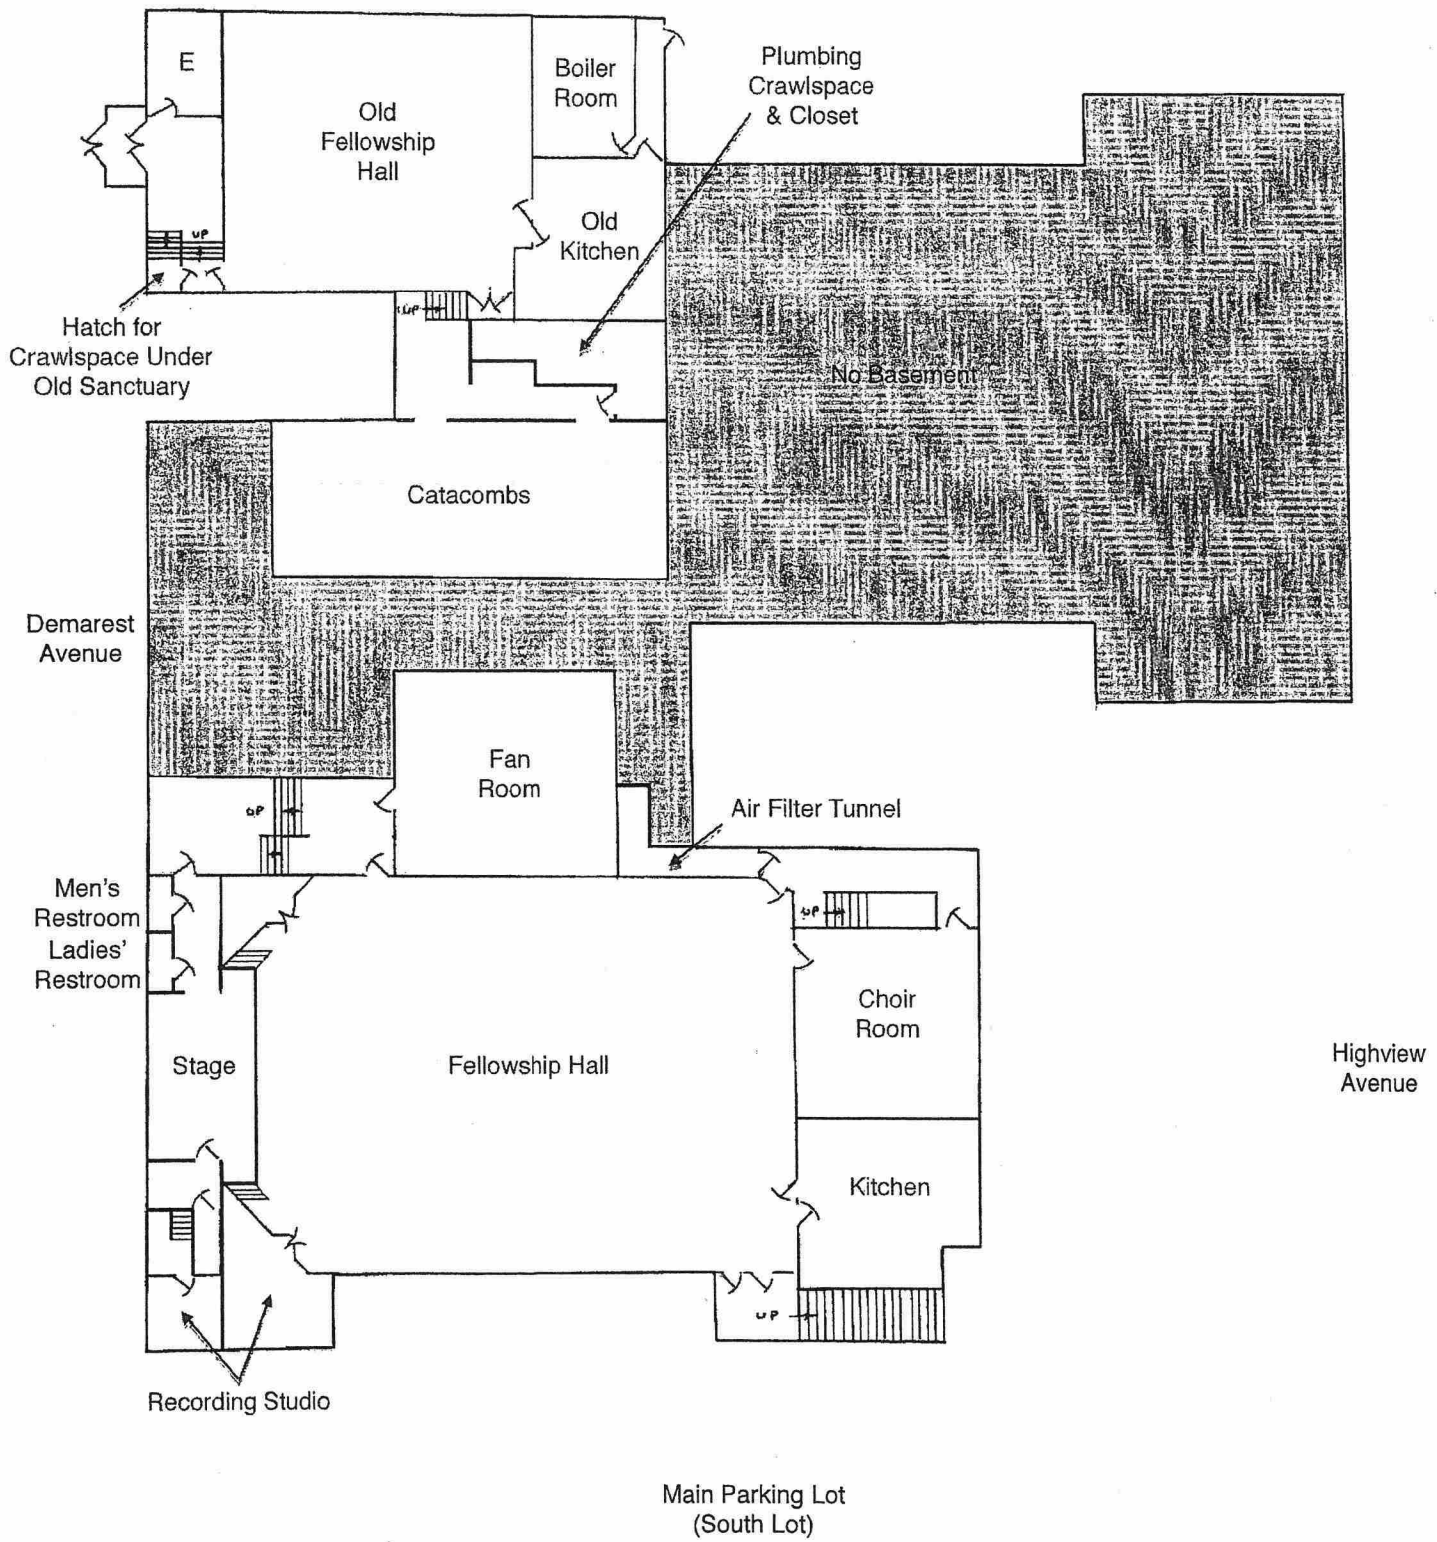 E
Old
Fellowship
Hall
Boiler
Room
Plumbing
Crawlspace
& Closet
Old
Kitchen
UP
UP
Hatch for
Crawlspace Under
Old Sanctuary
No Basement
Catacombs
Demarest
Avenue
Fan
Room
UP
Air Filter Tunnel
Men's
Restroom
Ladies'
Restroom
UP
Choir
Room
Stage
Fellowship Hall
Highview
Avenue
Kitchen
UP
Recording Studio
Main Parking Lot
(South Lot)